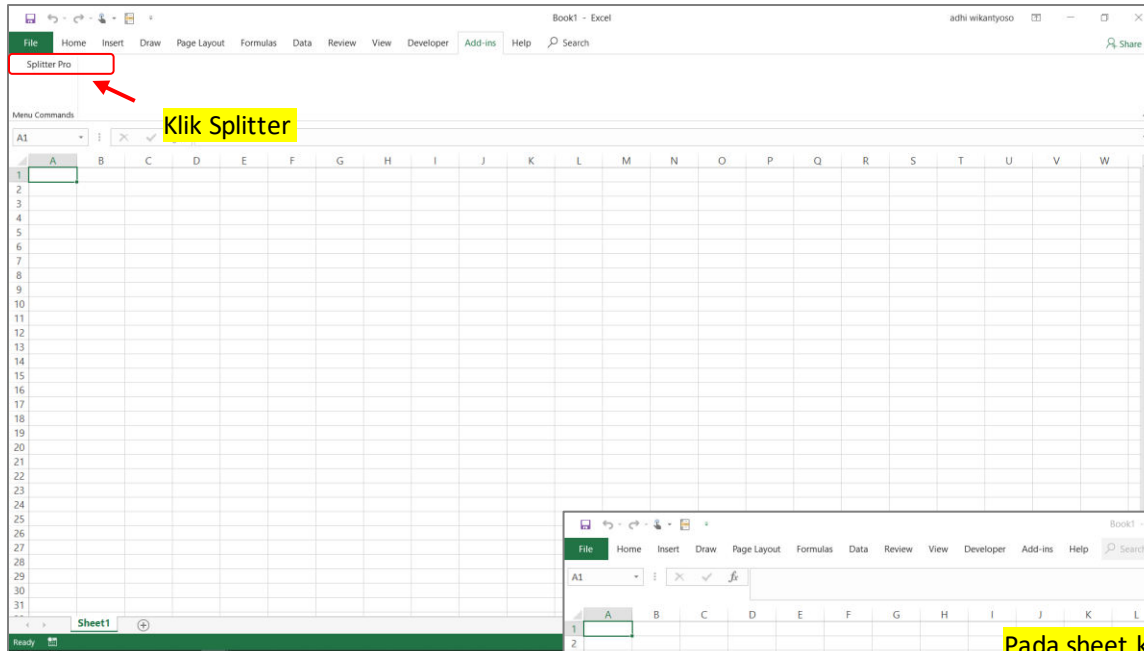 Book1 - Excel
adhi wikantyoso
File Home Insert Draw Page Layout Formulas Data Review View Developer Add-ins Help Search
Share
Splitter Pro
Menu Commands
Klik Splitter
A1
A B C D E F G H I J K L M N O P Q R S T U V W
1
2
3
4
5
6
7
8
9
10
11
12
13
14
15
16
17
18
19
20
21
22
23
24
25
26
27
28
29
30
31
Sheet1
Ready
Book1 -
File Home Insert Draw Page Layout Formulas Data Review View Developer Add-ins Help Search
A1 fx
A B C D E F G H I J K L
1
2
Pada sheet k